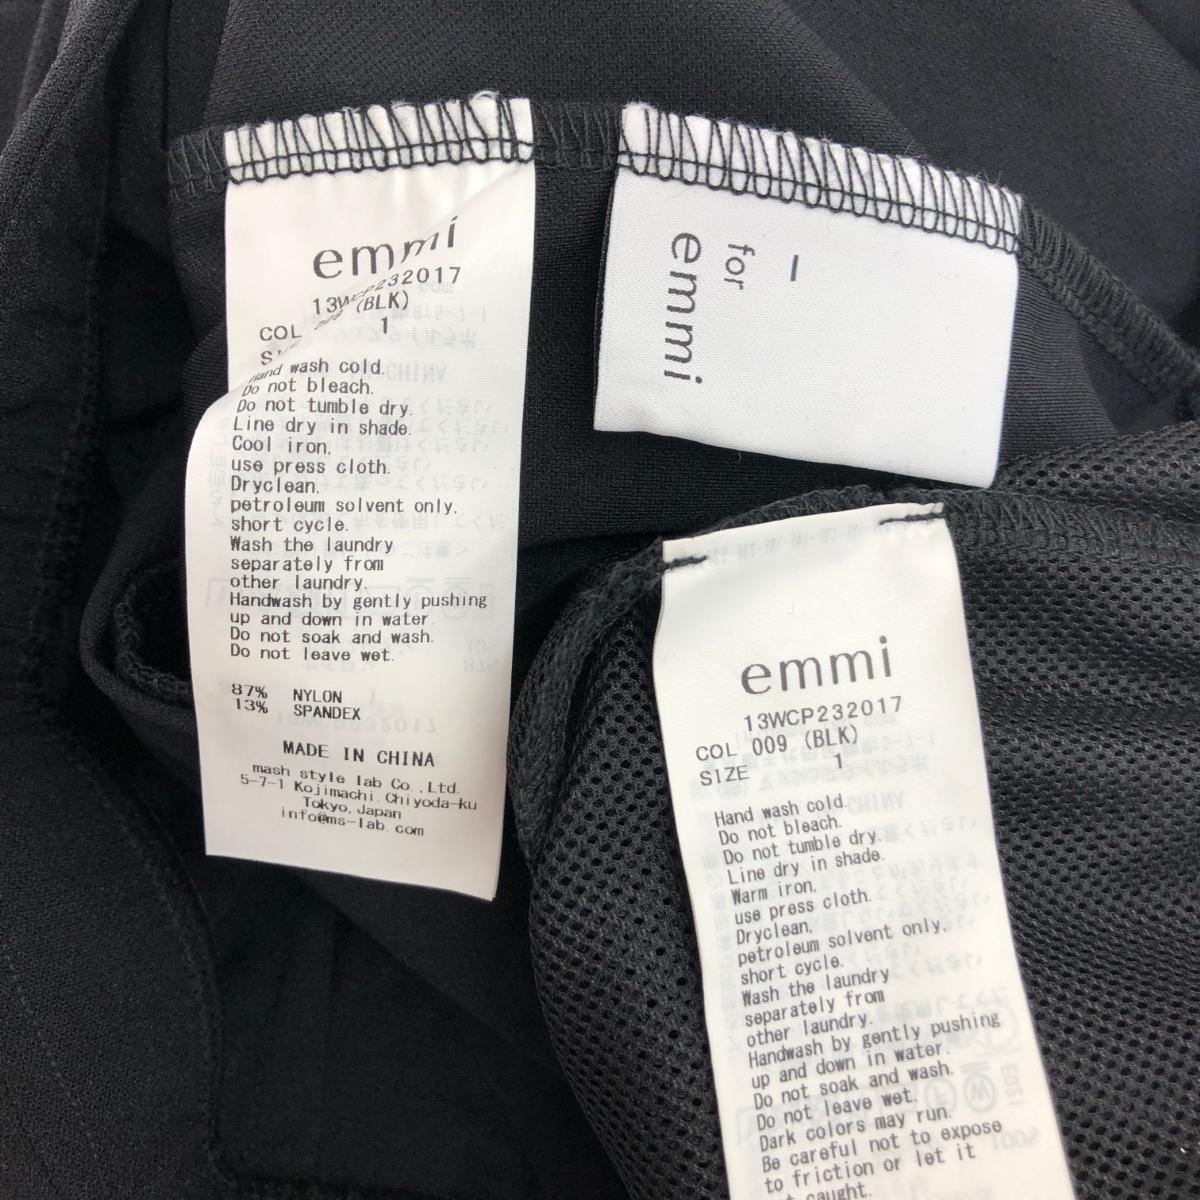 emmi
13WCP232017
COL 009 (BLK)
1
Hand wash cold.
Do not bleach.
Do not tumble dry.
Line dry in shade.
Cool iron.
use press cloth.
Dryclean.
petroleum solvent only.
short cycle.
Wash the laundry
separately from
other laundry.
Handwash by gently pushing
up and down in water.
Do not soak and wash.
Do not leave wet.
87% NYLON
13% SPANDEX
MADE IN CHINA
mash style lab Co.,Ltd.
5-7-1 Kojimachi.Chiyoda-ku
Tokyo,Japan
info@ms-lab.com
1
for
emmi
emmi
13WCP232017
COL 009 (BLK)
SIZE 1
Hand wash cold.
Do not bleach.
Do not tumble dry.
Line dry in shade.
Warm iron.
use press cloth.
Dryclean.
petroleum solvent only.
short cycle.
Wash the laundry
separately from
other laundry.
Handwash by gently pushing
up and down in water.
Do not soak and wash.
Do not leave wet.
Dark colors may run.
Be careful not to expose
to friction or let it
caught.